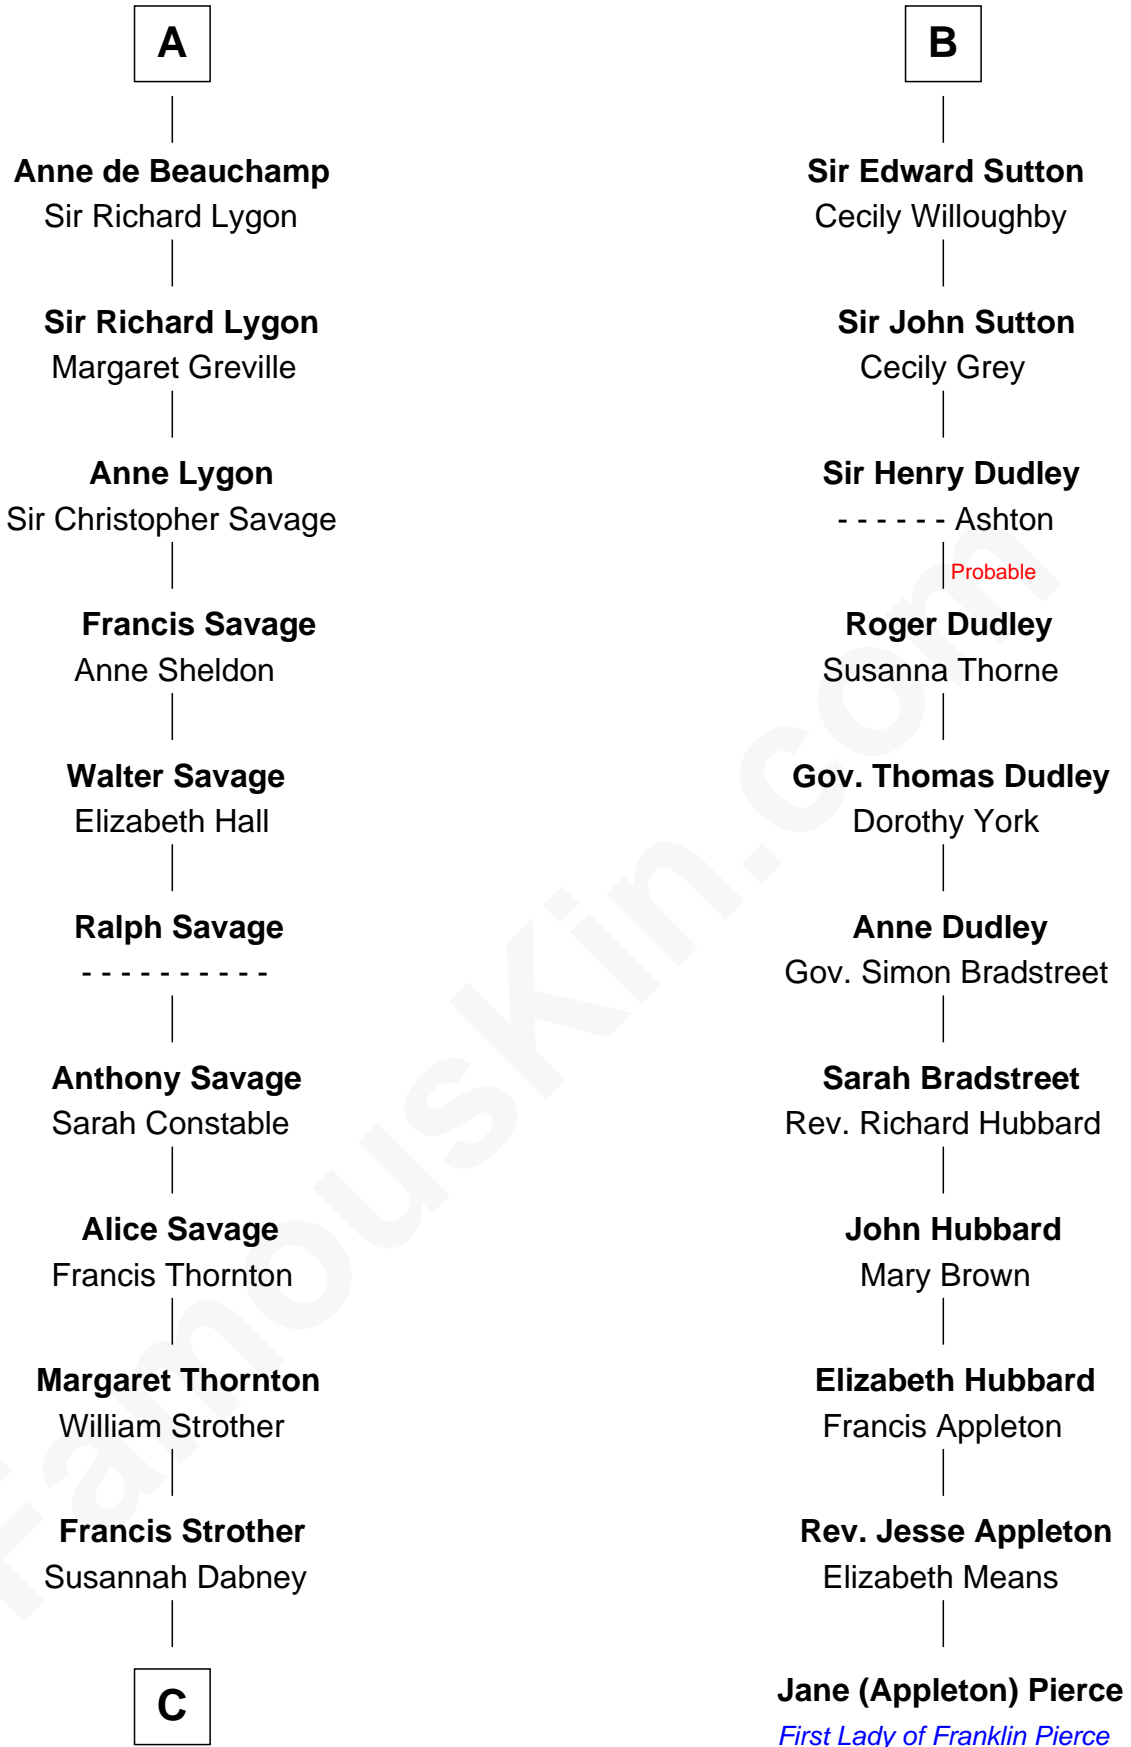 A
Anne de Beauchamp
Sir Richard Lygon
Sir Richard Lygon
Margaret Greville
Anne Lygon
Sir Christopher Savage
Francis Savage
Anne Sheldon
Walter Savage
Elizabeth Hall
Ralph Savage
- - - - - - - - - -
Anthony Savage
Sarah Constable
Alice Savage
Francis Thornton
Margaret Thornton
William Strother
Francis Strother
Susannah Dabney
C
B
Sir Edward Sutton
Cecily Willoughby
Sir John Sutton
Cecily Grey
Sir Henry Dudley
- - - - - - Ashton
Probable
Roger Dudley
Susanna Thorne
Gov. Thomas Dudley
Dorothy York
Anne Dudley
Gov. Simon Bradstreet
Sarah Bradstreet
Rev. Richard Hubbard
John Hubbard
Mary Brown
Elizabeth Hubbard
Francis Appleton
Rev. Jesse Appleton
Elizabeth Means
Jane (Appleton) Pierce
First Lady of Franklin Pierce
FamousKin.com